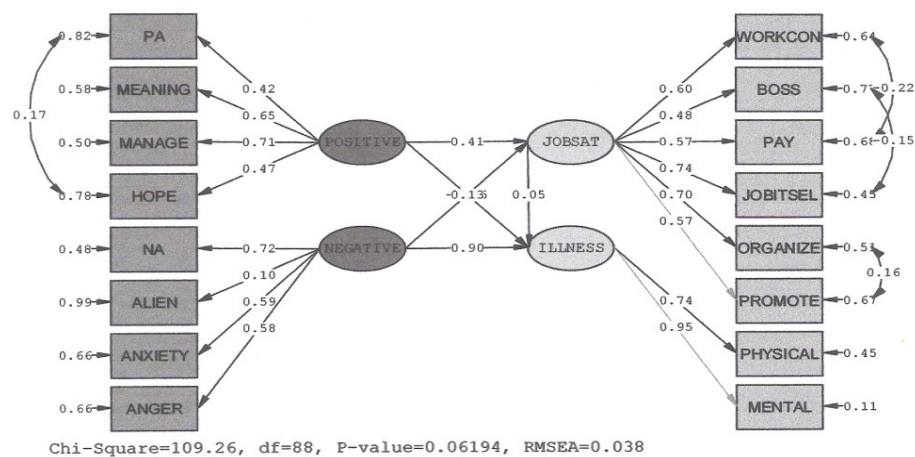 0.82 PA
0.58 MEANING
0.17
0.50 MANAGE
0.78 HOPE
0.48 NA
0.99 ALIEN
0.66 ANXIETY
0.66 ANGER
0.42
0.65
0.71
0.47
0.72
0.10
0.59
0.58
POSITIVE
NEGATIVE
0.41
0.05
0.90
JOBSAT
ILLNESS
0.60
0.48
0.57
0.74
0.70
0.57
0.74
0.95
WORKCON 0.64
BOSS
PAY
JOBITSEL 0.45
ORGANIZE 0.51
PROMOTE 0.67
PHYSICAL 0.45
MENTAL 0.11
0.22
0.15
0.16
Chi-Square=109.26, df=88, P-value=0.06194, RMSEA=0.038